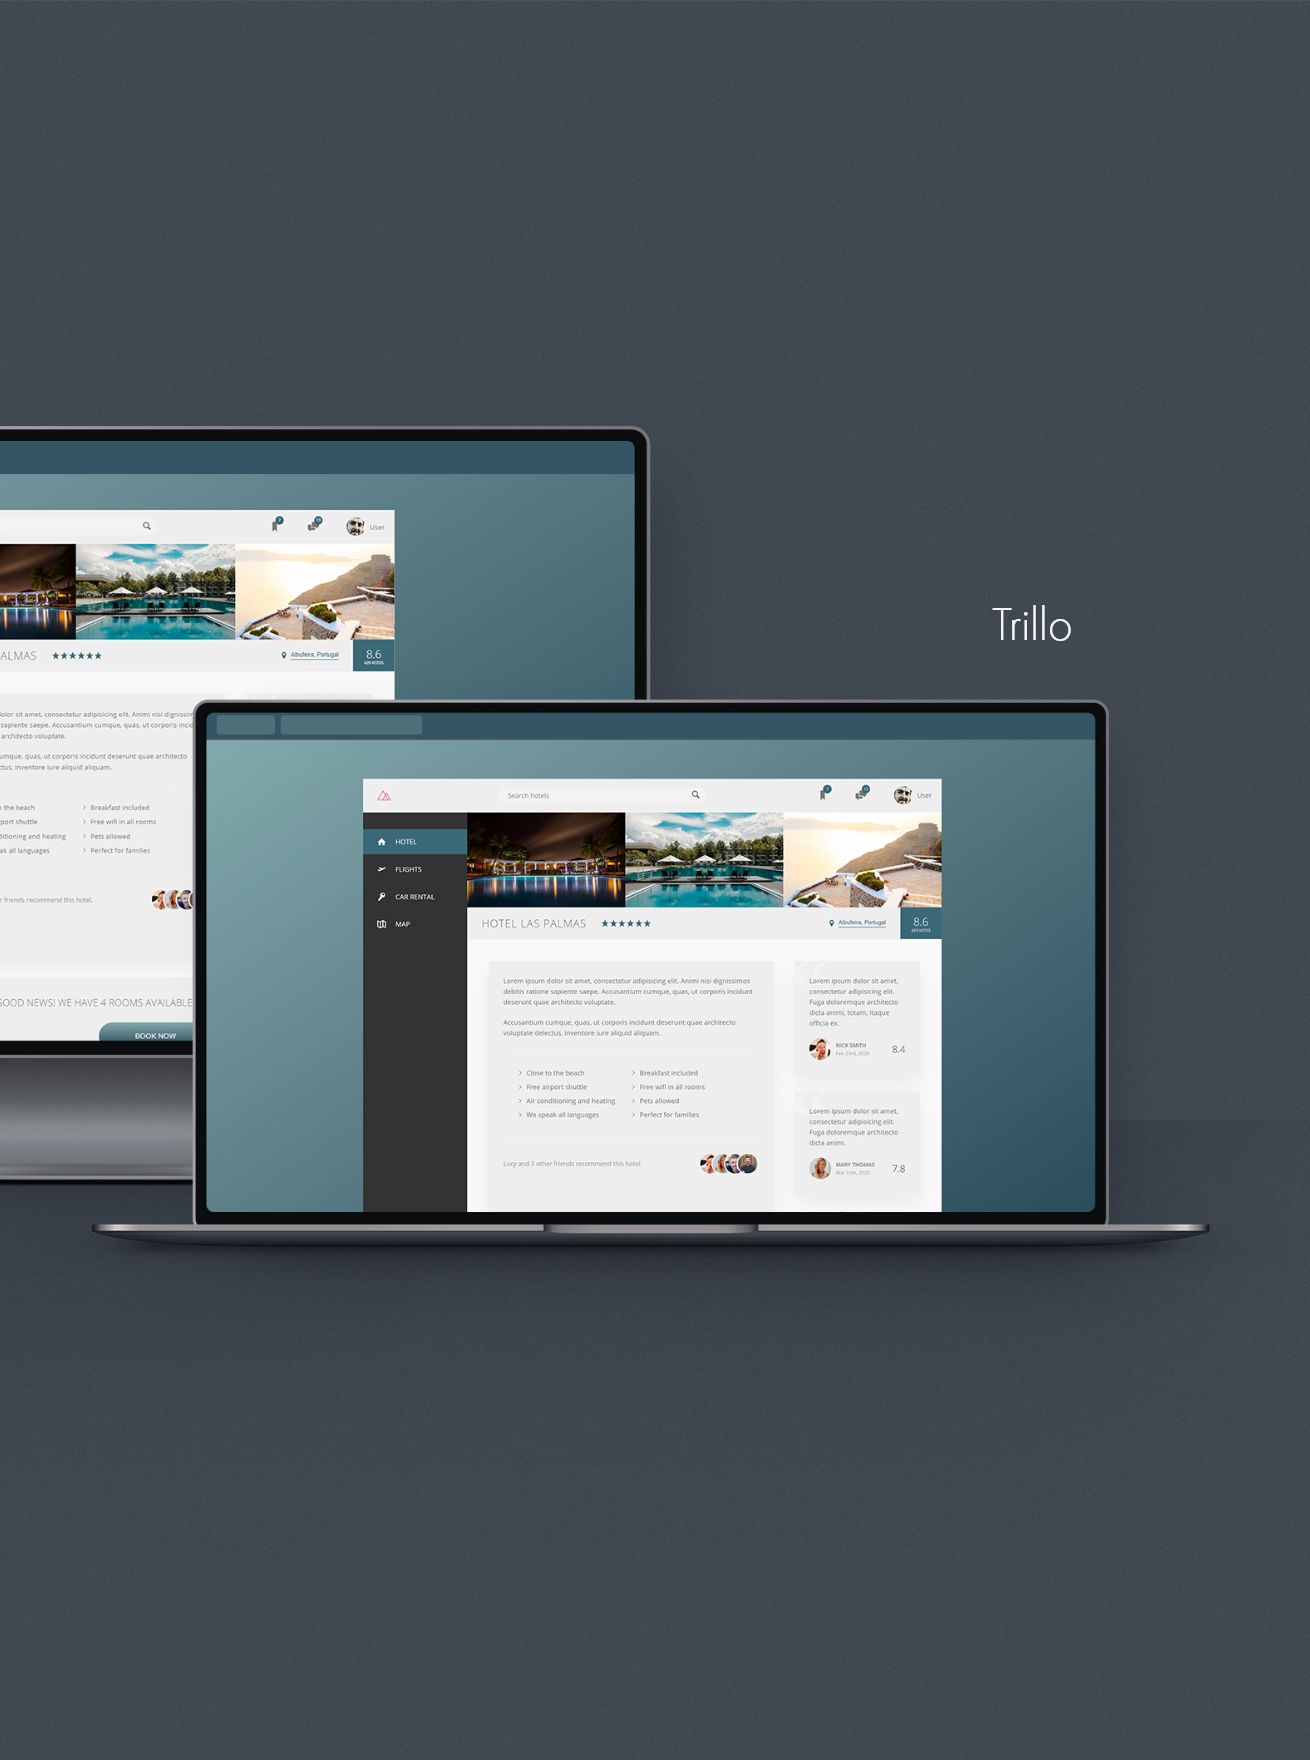 Trillo
User
ALMAS
Albufeira, Portugal
8.6
429 VOTES
dolor sit amet, consectetur adipisicing elit. Animi nisi
sapiente saepe. Accusantium cumque, quas, ut corporis
architecto voluptate.
cumque, quas, ut corporis incidunt deserunt quae architecto
inventore iure aliquid aliquam.
the beach
Breakfast included
shuttle
Free wifi in all rooms
and heating
Pets allowed
all languages
Perfect for families
friends recommend this hotel.
GOOD NEWS! WE HAVE 4 ROOMS AVAILABLE
BOOK NOW
Search hotels
User
HOTEL
FLIGHTS
CAR RENTAL
MAP
HOTEL LAS PALMAS
Albufeira, Portugal
8.6
429 VOTES
Lorem ipsum dolor sit amet, consectetur adipisicing elit. Animi nisi dignissimos
debitis ratione sapiente saepe. Accusantium cumque, quas, ut corporis incidunt
deserunt quae architecto voluptate.
Accusantium cumque, quas, ut corporis incidunt deserunt quae architecto
voluptate delectus, inventore iure aliquid aliquam.
Close to the beach
Breakfast included
Free airport shuttle
Free wifi in all rooms
Air conditioning and heating
Pets allowed
We speak all languages
Perfect for families
Lucy and 3 other friends recommend this hotel.
Lorem ipsum dolor sit amet,
consectetur adipisicing elit.
Fuga doloremque architecto
dicta animi, totam, itaque
officia ex.
NICK SMITH
Feb 23rd, 2020
8.4
Lorem ipsum dolor sit amet,
consectetur adipisicing elit.
Fuga doloremque architecto
dicta animi.
MARY THOMAS
Mar 15th, 2020
7.8